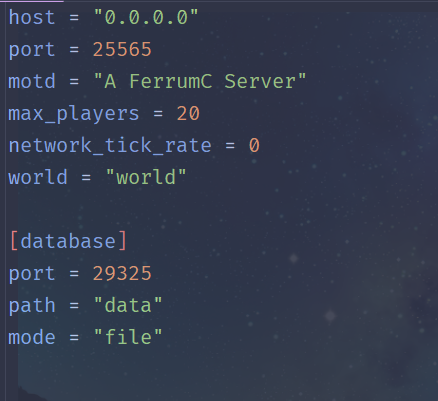 host = "0.0.0.0"
port = 25565
motd = "A FerrumC Server"
max_players = 20
network_tick_rate = 0
world = "world"
[database]
port = 29325
path = "data"
mode = "file"